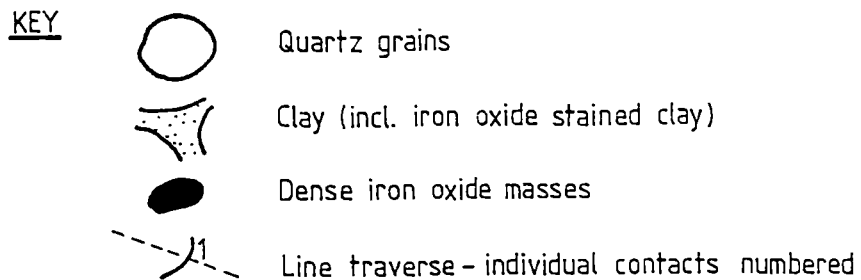 KEY
Quartz grains
Clay (incl. iron oxide stained clay)
Dense iron oxide masses
1
Line traverse - individual contacts numbered